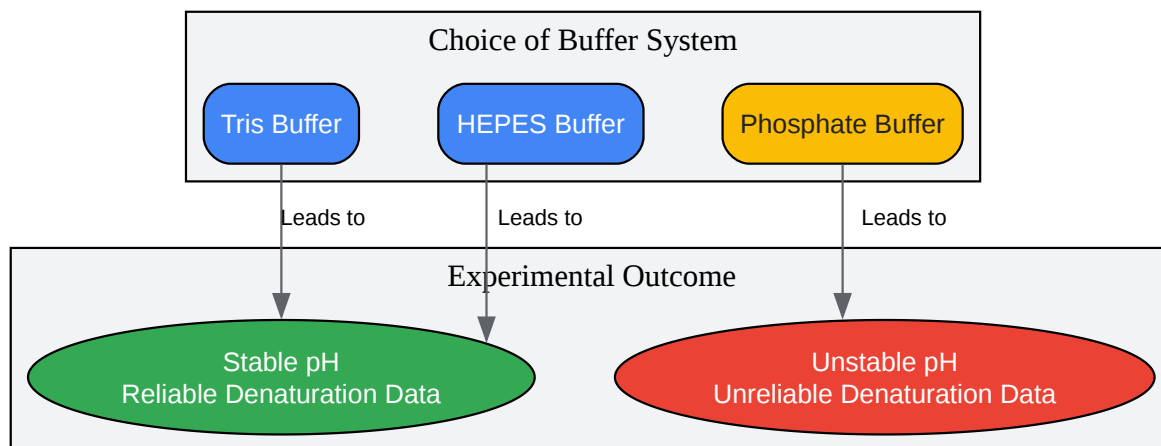 Choice of Buffer System
Tris Buffer
HEPES Buffer
Phosphate Buffer
Leads to
Leads to
Leads to
Experimental Outcome
Stable pH
Reliable Denaturation Data
Unstable pH
Unreliable Denaturation Data